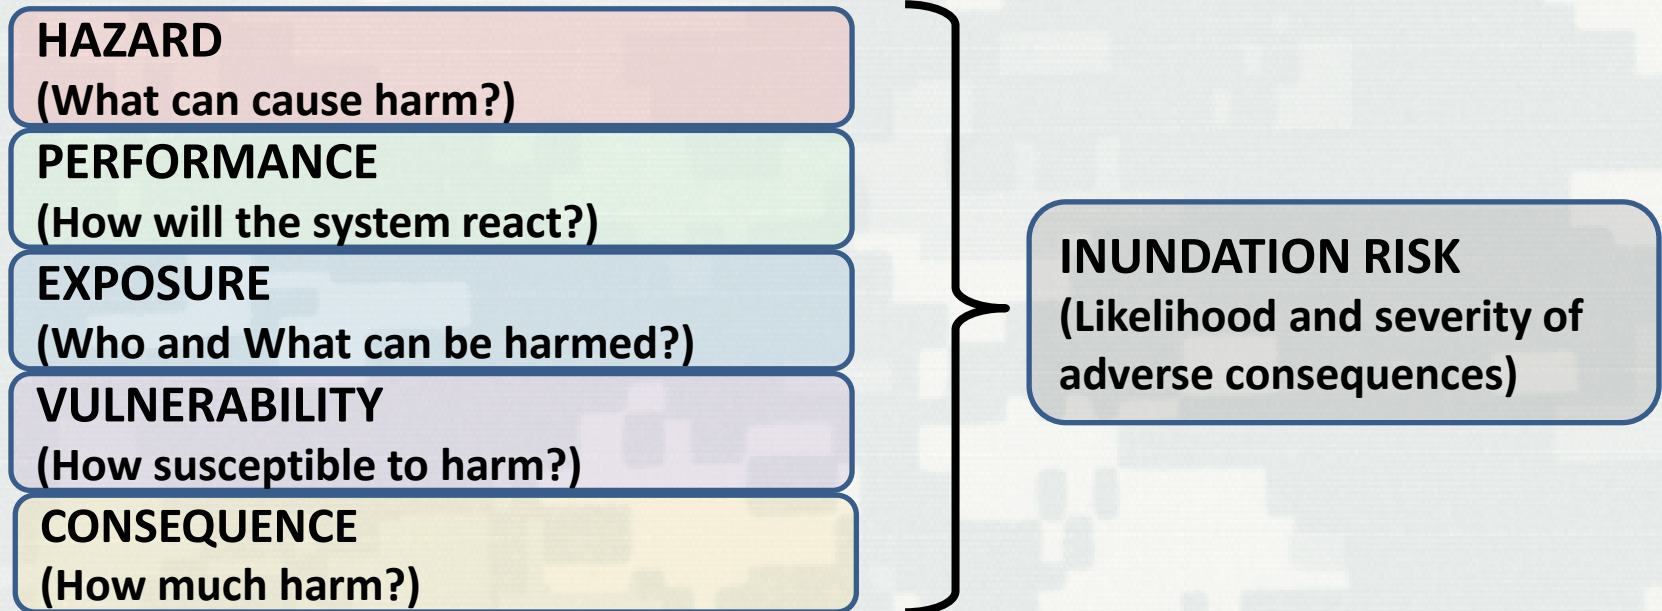 HAZARD
(What can cause harm?)
PERFORMANCE
(How will the system react?)
EXPOSURE
(Who and What can be harmed?)
VULNERABILITY
(How susceptible to harm?)
CONSEQUENCE
(How much harm?)
INUNDATION RISK
(Likelihood and severity of
adverse consequences)